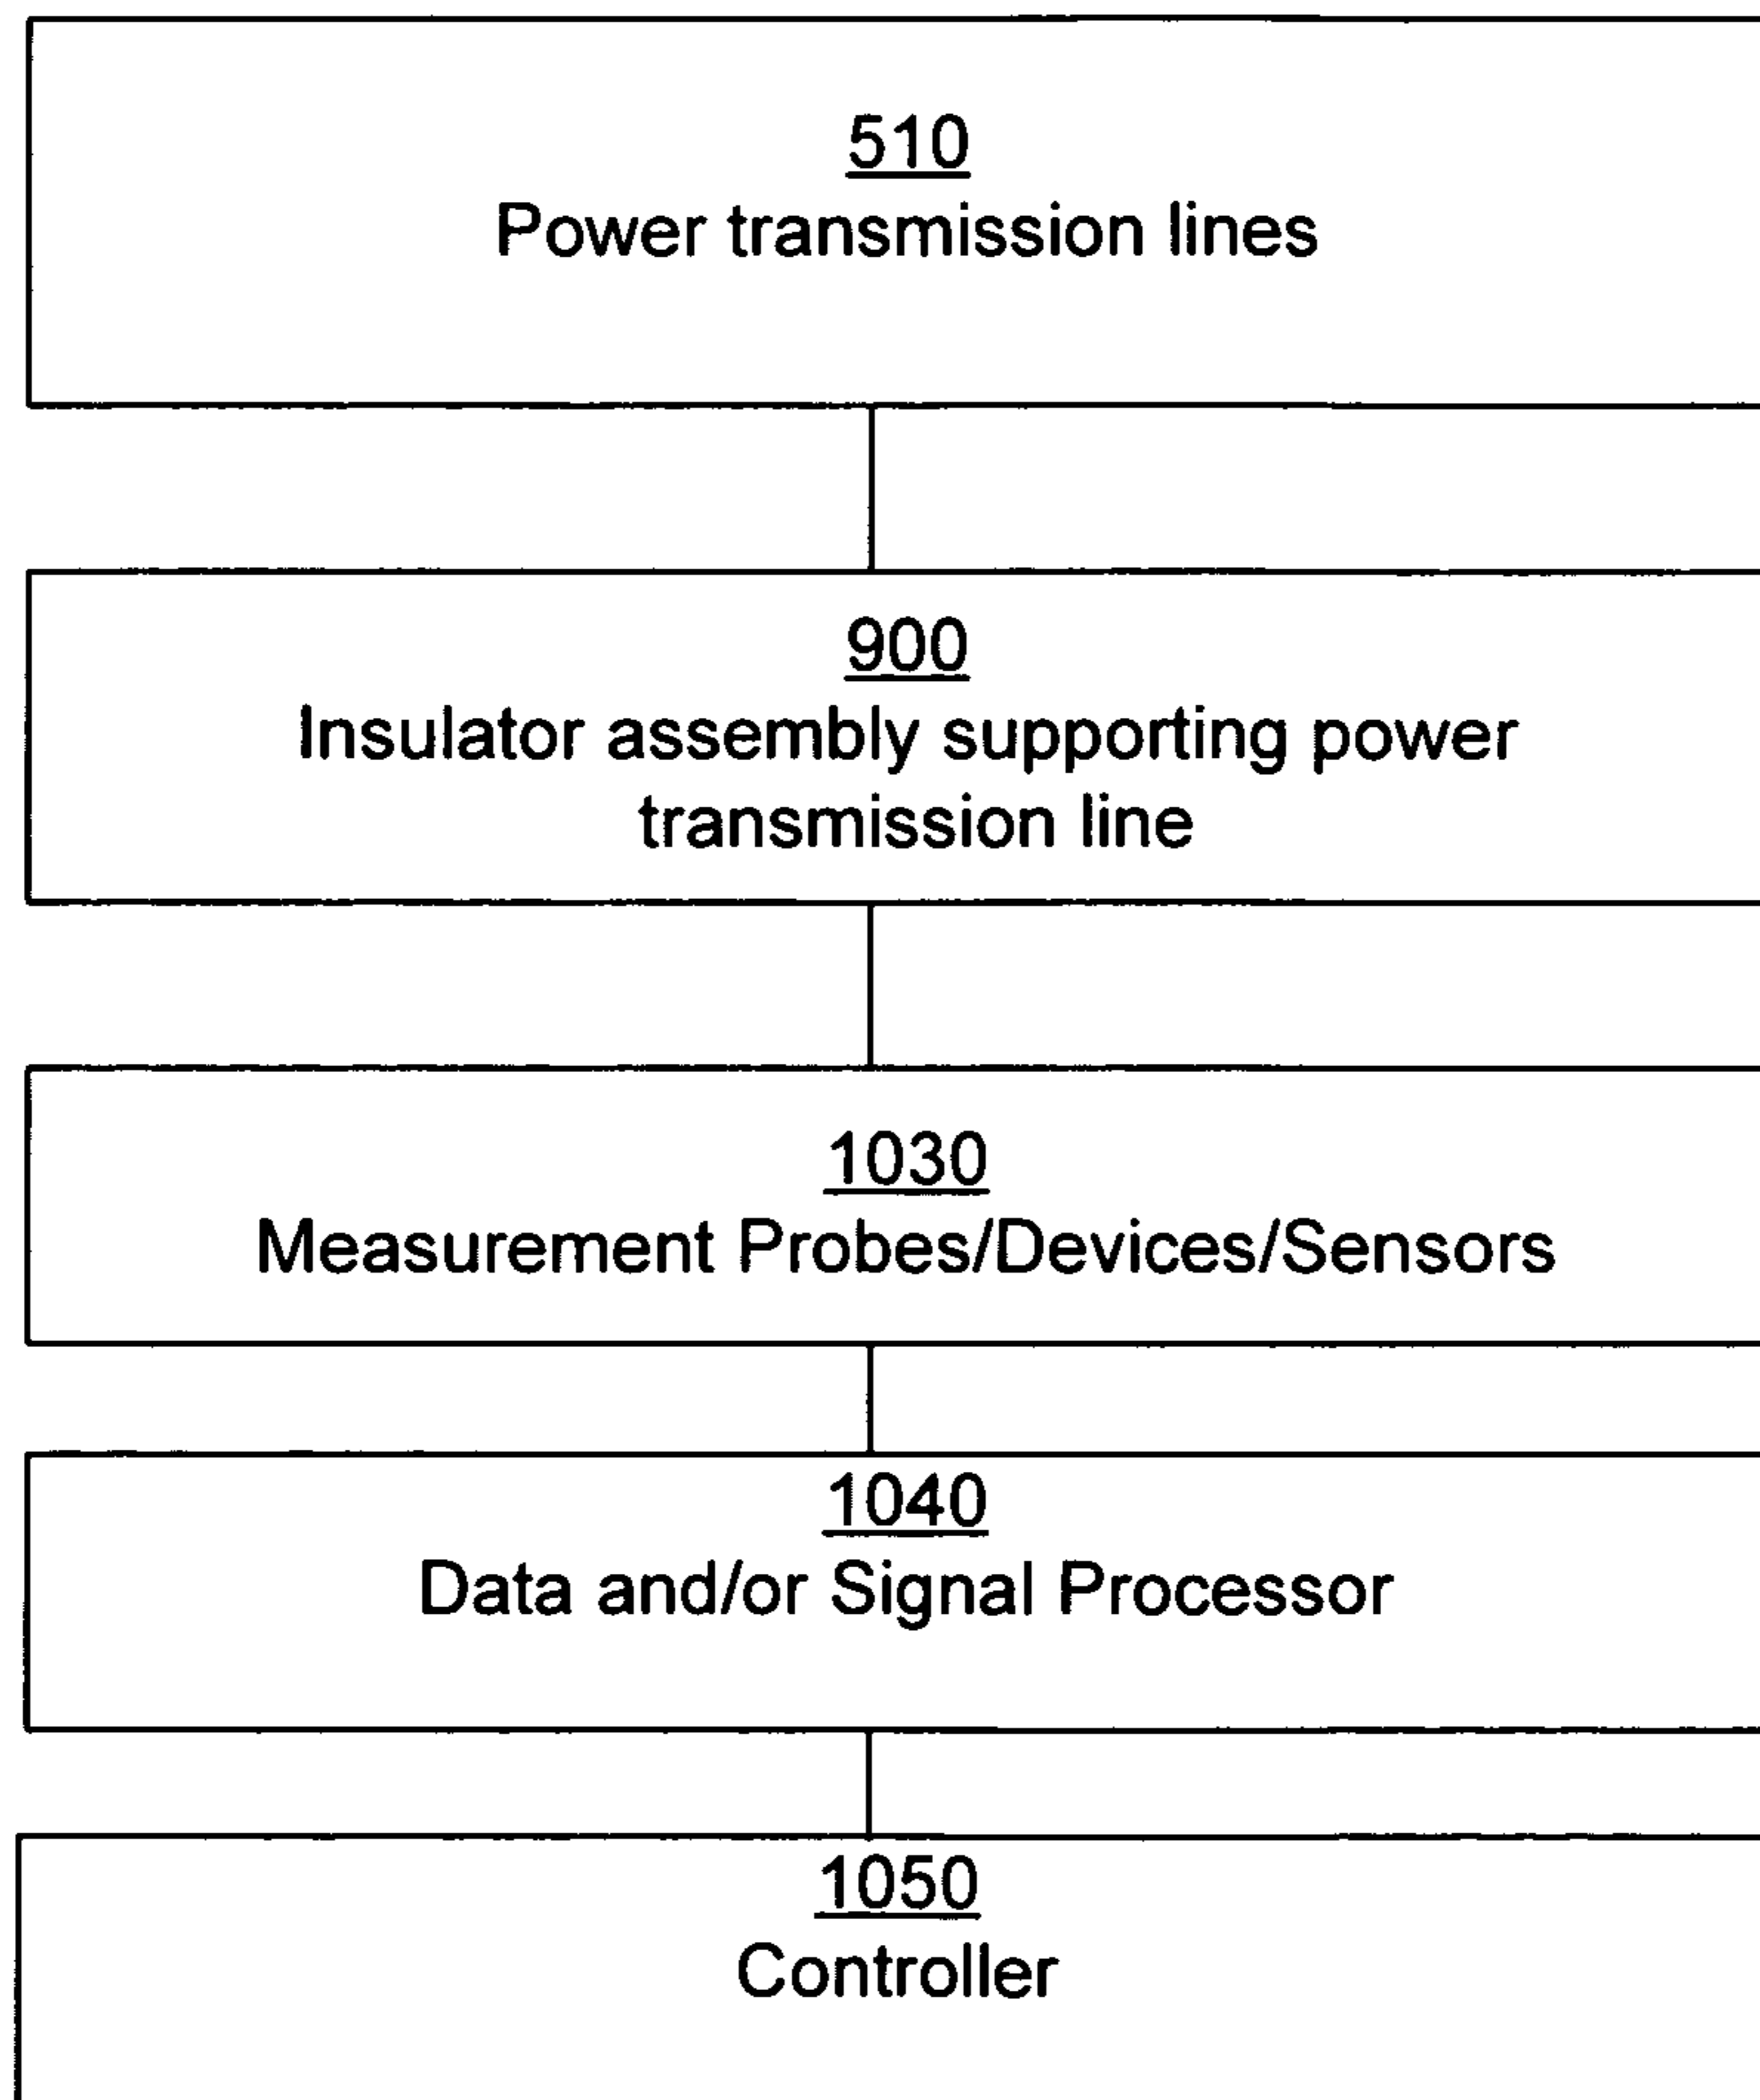 510
Power transmission lines
900
Insulator assembly supporting power
transmission line
1030
Measurement Probes/Devices/Sensors
1040
Data and/or Signal Processor
1050
Controller